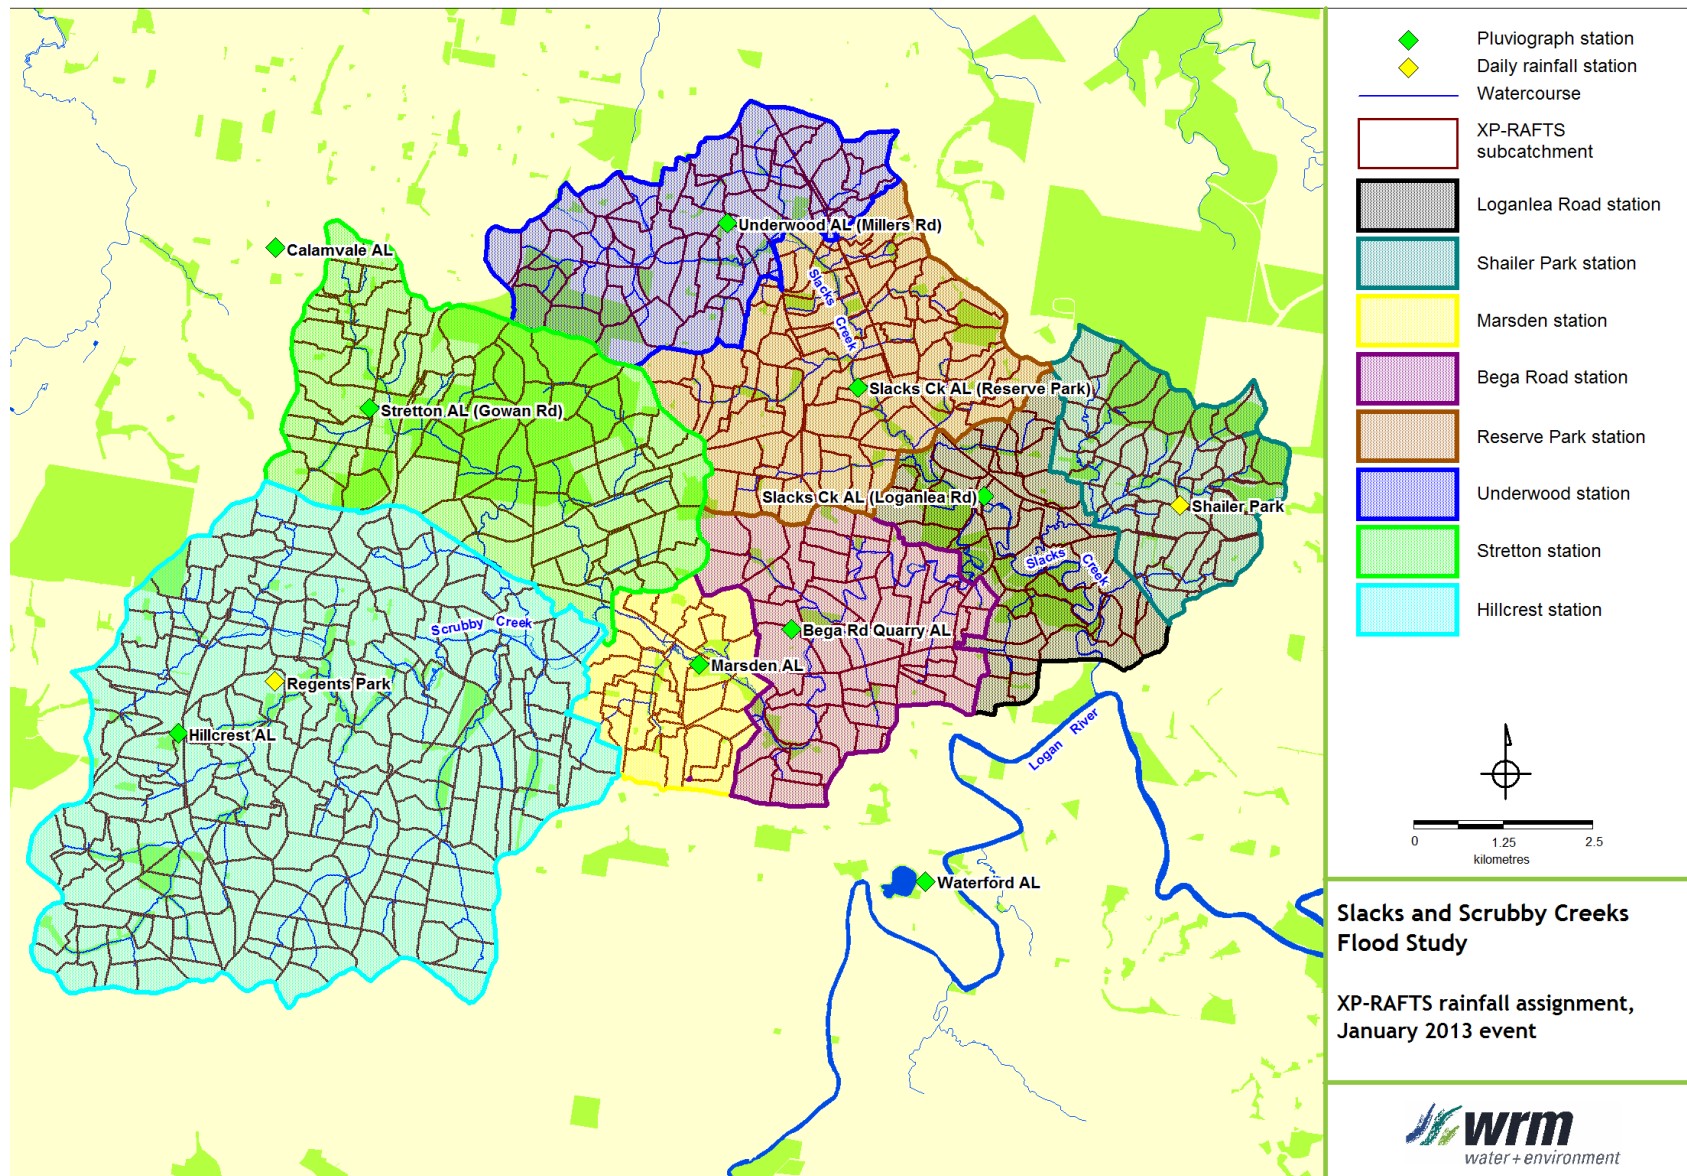 Pluviograph station
Daily rainfall station
Watercourse
XP-RAFTS
subcatchment
Loganlea Road station
Shailer Park station
Marsden station
Bega Road station
Reserve Park station
Underwood station
Stretton station
Hillcrest station
Underwood AL (Millers Rd)
Calamvale AL
Slacks Creek
Slacks Ck AL (Reserve Park)
Stretton AL (Gowan Rd)
Slacks Ck AL (Loganlea Rd)
Shailer Park
Slacks Creek
Scrubby Creek
Bega Rd Quarry AL
Marsden AL
Regents Park
Hillcrest AL
Logan River
Waterford AL
0 1.25 2.5
kilometres
Slacks and Scrubby Creeks
Flood Study
XP-RAFTS rainfall assignment,
January 2013 event
wrm
water + environment